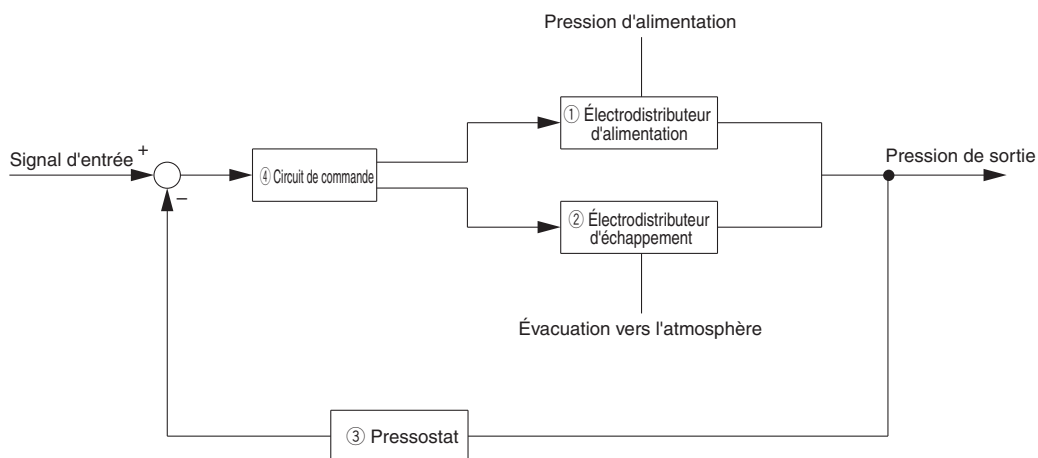 Pression d'alimentation
① Électrodistributeur
d'alimentation
Signal d'entrée
+
④ Circuit de commande
Pression de sortie
−
② Électrodistributeur
d'échappement
Évacuation vers l'atmosphère
③ Pressostat